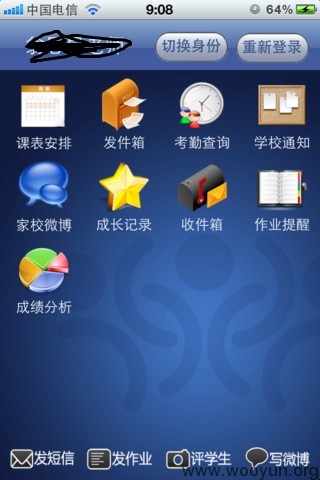 中国电信 9:08 64%
切换身份 重新登录
课表安排 发件箱 考勤查询 学校通知
家校微博 成长记录 收件箱 作业提醒
成绩分析
发短信 发作业 评学生 写微博
www.wooyun.org